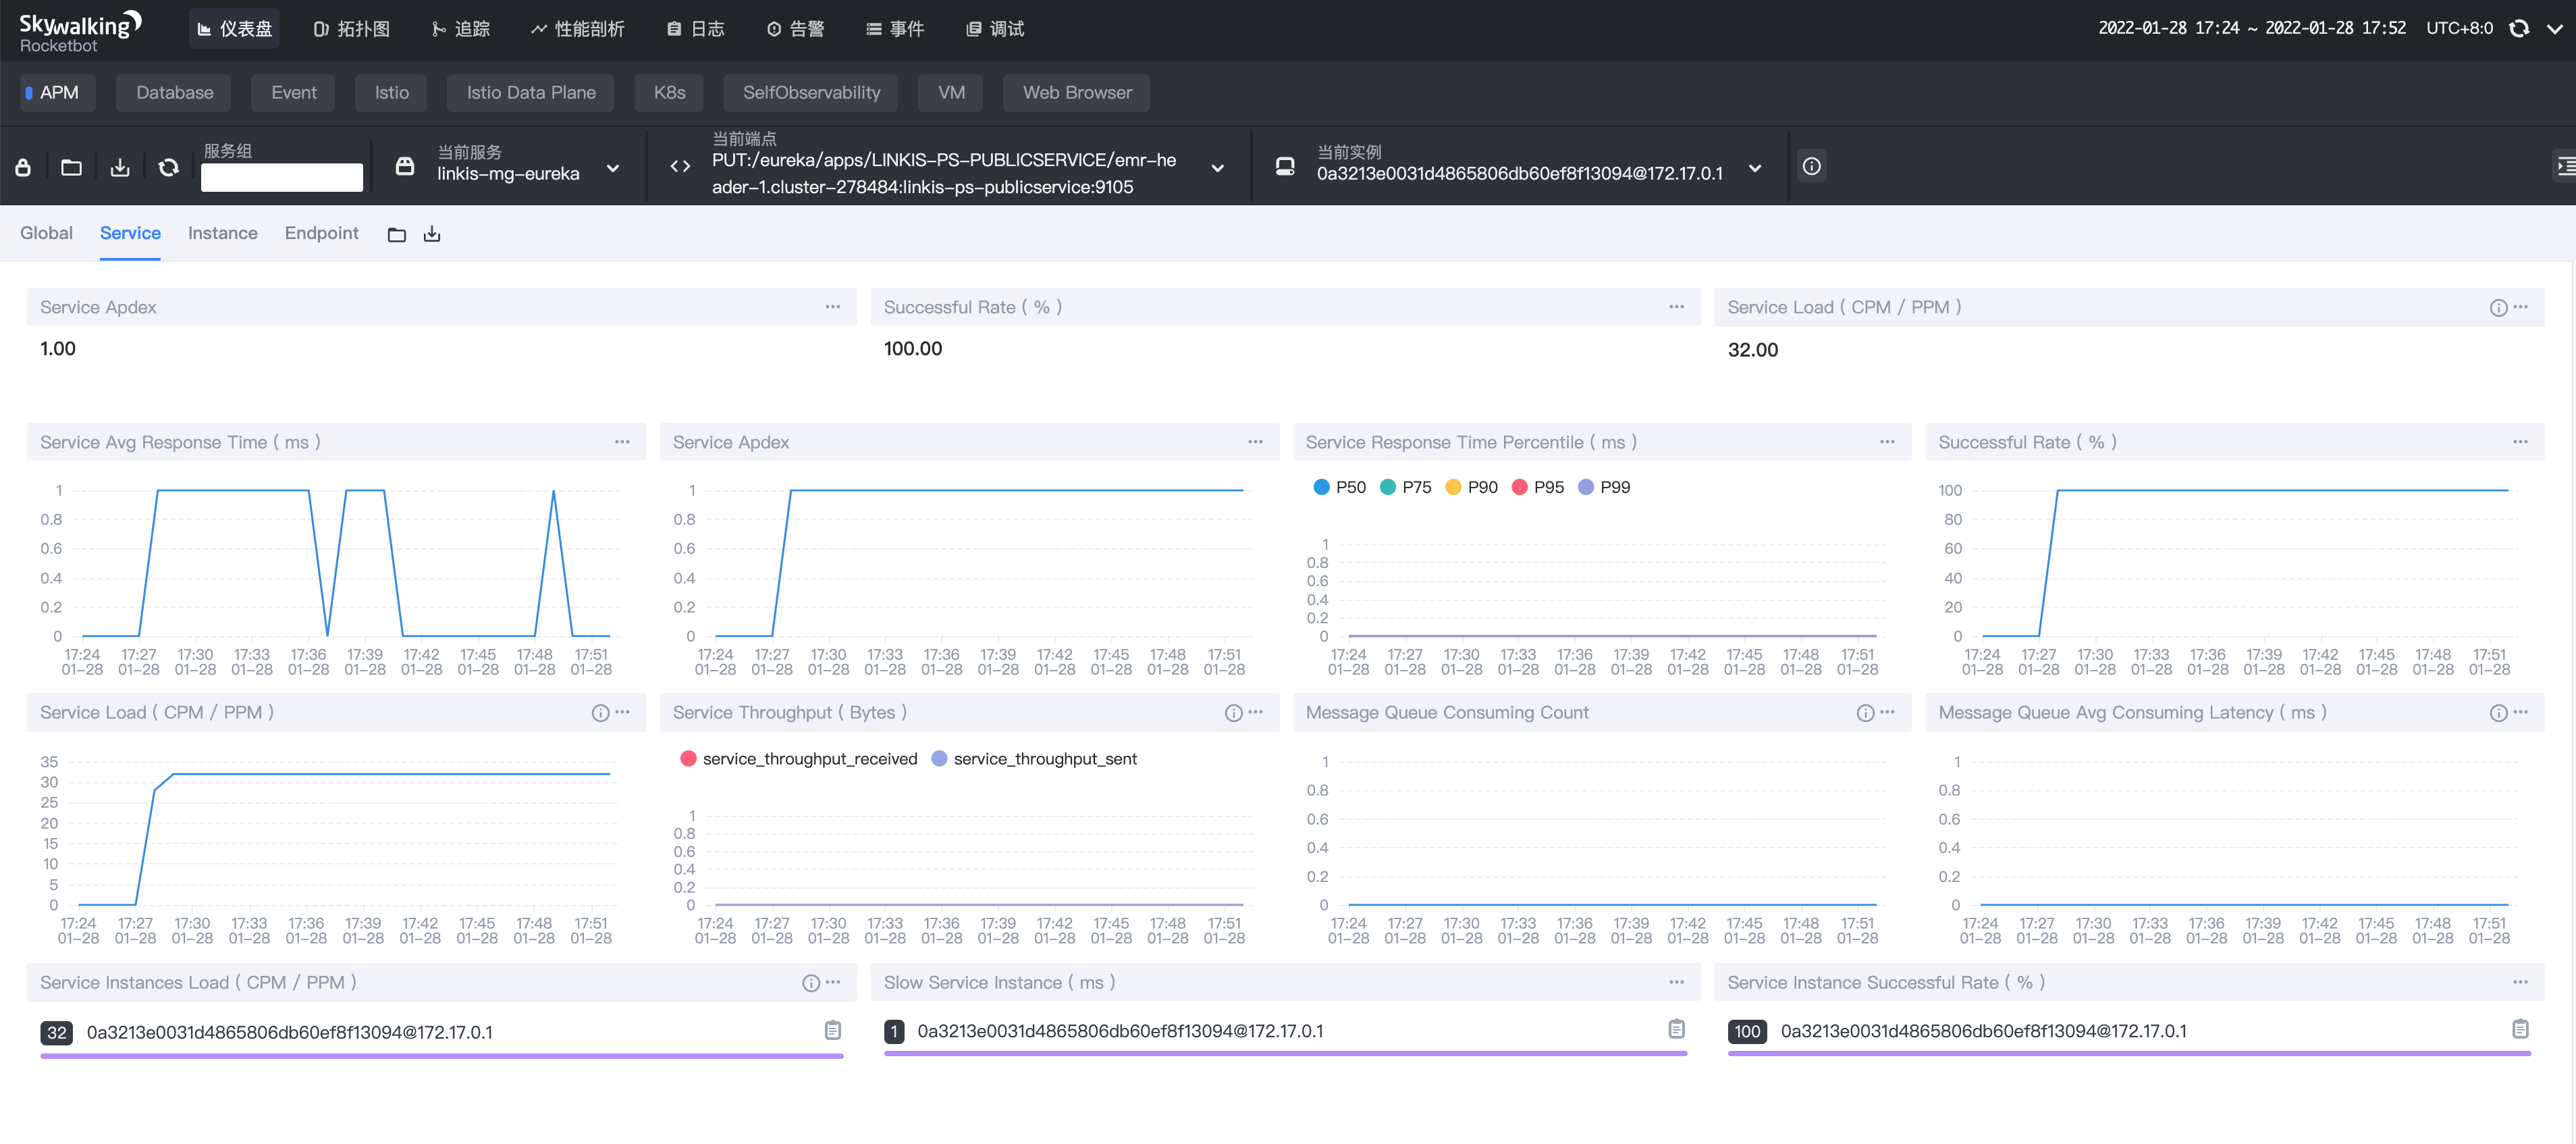 Skywalking
Rocketbot
仪表盘
拓扑图
追踪
性能剖析
日志
告警
事件
调试
2022-01-28 17:24 ~ 2022-01-28 17:52
UTC+8:0
APM
Database
Event
Istio
Istio Data Plane
K8s
SelfObservability
VM
Web Browser
服务组
当前服务
linkis-mg-eureka
当前端点
PUT:/eureka/apps/LINKIS-PS-PUBLICSERVICE/emr-he
ader-1.cluster-278484:linkis-ps-publicservice:9105
当前实例
0a3213e0031d4865806db60ef8f13094@172.17.0.1
Global
Service
Instance
Endpoint
Service Apdex
1.00
Successful Rate ( % )
100.00
Service Load ( CPM / PPM )
32.00
Service Avg Response Time ( ms )
1
0.8
0.6
0.4
0.2
0
17:24 17:27 17:30 17:33 17:36 17:39 17:42 17:45 17:48 17:51
01-28 01-28 01-28 01-28 01-28 01-28 01-28 01-28 01-28 01-28
Service Apdex
1
0.8
0.6
0.4
0.2
0
17:24 17:27 17:30 17:33 17:36 17:39 17:42 17:45 17:48 17:51
01-28 01-28 01-28 01-28 01-28 01-28 01-28 01-28 01-28 01-28
Service Response Time Percentile ( ms )
P50 P75 P90 P95 P99
1
0.8
0.6
0.4
0.2
0
17:24 17:27 17:30 17:33 17:36 17:39 17:42 17:45 17:48 17:51
01-28 01-28 01-28 01-28 01-28 01-28 01-28 01-28 01-28 01-28
Successful Rate ( % )
100
80
60
40
20
0
17:24 17:27 17:30 17:33 17:36 17:39 17:42 17:45 17:48 17:51
01-28 01-28 01-28 01-28 01-28 01-28 01-28 01-28 01-28 01-28
Service Load ( CPM / PPM )
35
30
25
20
15
10
5
0
17:24 17:27 17:30 17:33 17:36 17:39 17:42 17:45 17:48 17:51
01-28 01-28 01-28 01-28 01-28 01-28 01-28 01-28 01-28 01-28
Service Throughput ( Bytes )
service_throughput_received service_throughput_sent
1
0.8
0.6
0.4
0.2
0
17:24 17:27 17:30 17:33 17:36 17:39 17:42 17:45 17:48 17:51
01-28 01-28 01-28 01-28 01-28 01-28 01-28 01-28 01-28 01-28
Message Queue Consuming Count
1
0.8
0.6
0.4
0.2
0
17:24 17:27 17:30 17:33 17:36 17:39 17:42 17:45 17:48 17:51
01-28 01-28 01-28 01-28 01-28 01-28 01-28 01-28 01-28 01-28
Message Queue Avg Consuming Latency ( ms )
1
0.8
0.6
0.4
0.2
0
17:24 17:27 17:30 17:33 17:36 17:39 17:42 17:45 17:48 17:51
01-28 01-28 01-28 01-28 01-28 01-28 01-28 01-28 01-28 01-28
Service Instances Load ( CPM / PPM )
32 0a3213e0031d4865806db60ef8f13094@172.17.0.1
Slow Service Instance ( ms )
1 0a3213e0031d4865806db60ef8f13094@172.17.0.1
Service Instance Successful Rate ( % )
100 0a3213e0031d4865806db60ef8f13094@172.17.0.1